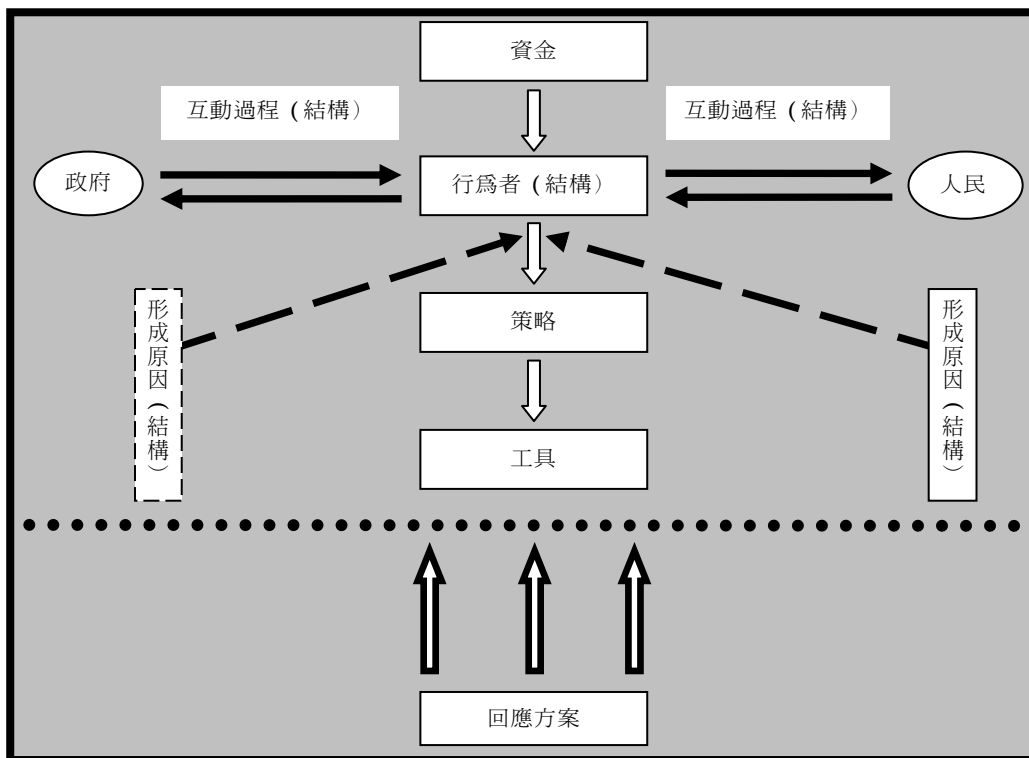 資金
互動過程（結構）
互動過程（結構）
政府
行爲者（結構）
人民
形成原因（結構）
策略
形成原因（結構）
工具
回應方案